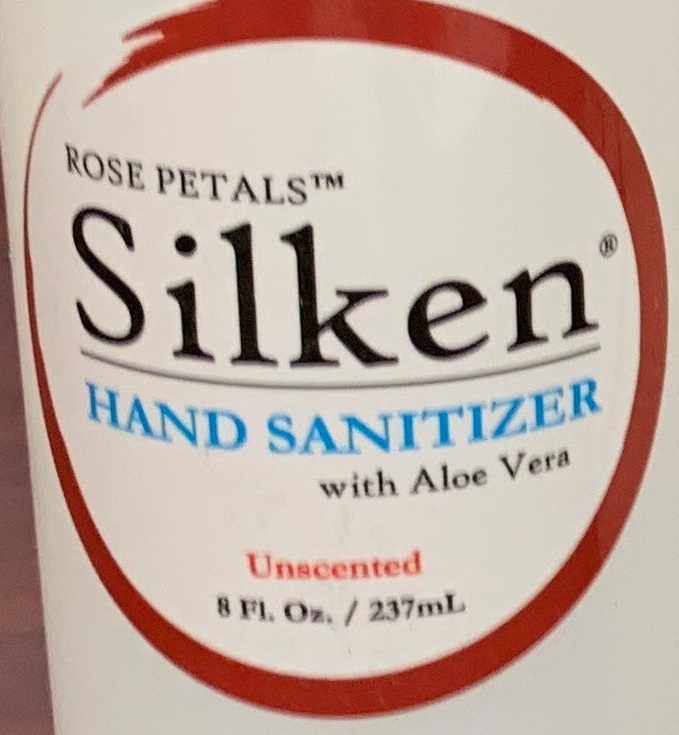 ROSE PETALS™
Silken®
HAND SANITIZER
with Aloe Vera
Unscented
8 Fl. Oz. / 237mL